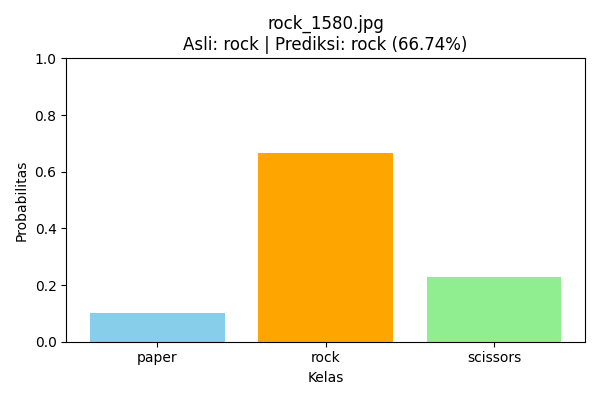 rock_1580.jpg
Asli: rock | Prediksi: rock (66.74%)
1.0
0.8
0.6
0.4
0.2
0.0
Probabilitas
paper
rock
scissors
Kelas